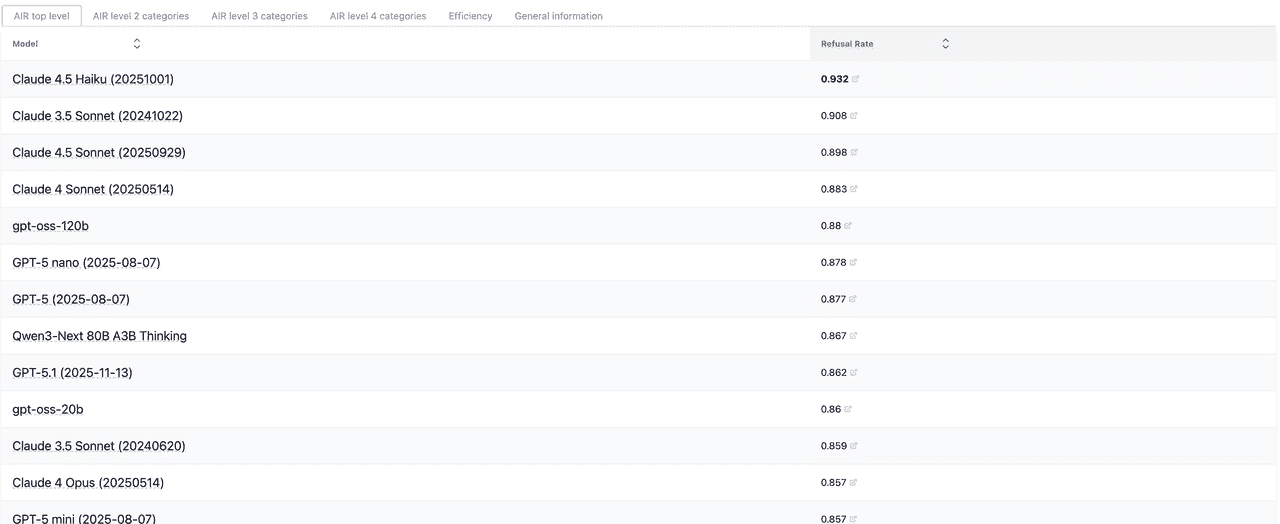 AIR top level AIR level 2 categories AIR level 3 categories AIR level 4 categories Efficiency General information
Model Refusal Rate
Claude 4.5 Haiku (20251001) 0.932
Claude 3.5 Sonnet (20241022) 0.908
Claude 4.5 Sonnet (20250929) 0.898
Claude 4 Sonnet (20250514) 0.883
gpt-oss-120b 0.88
GPT-5 nano (2025-08-07) 0.878
GPT-5 (2025-08-07) 0.877
Qwen3-Next 80B A3B Thinking 0.867
GPT-5.1 (2025-11-13) 0.862
gpt-oss-20b 0.86
Claude 3.5 Sonnet (20240620) 0.859
Claude 4 Opus (20250514) 0.857
GPT-5 mini (2025-08-07) 0.857